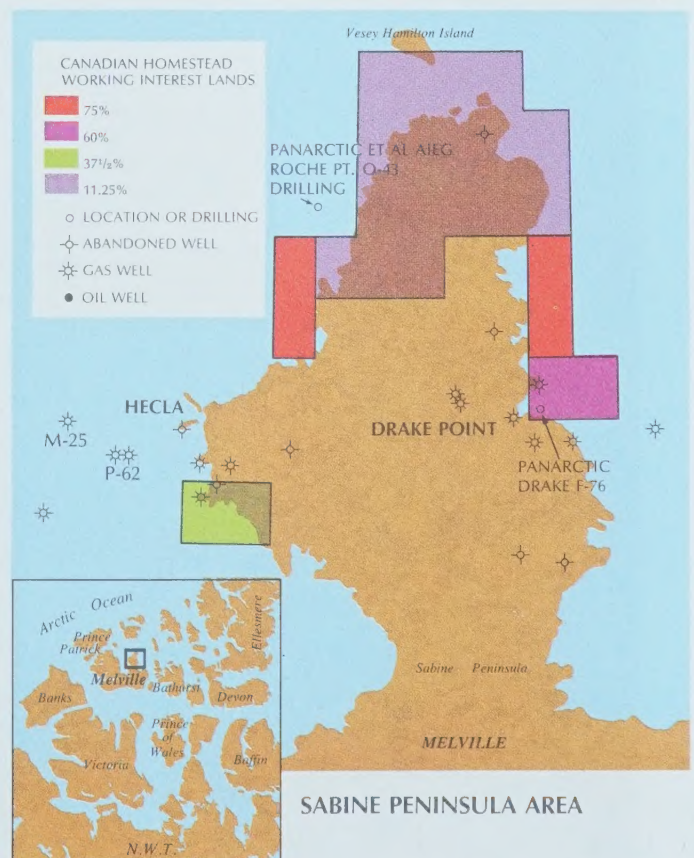 Vesey Hamilton Island
CANADIAN HOMESTEAD
WORKING INTEREST LANDS
75%
60%
37½%
11.25%
LOCATION OR DRILLING
ABANDONED WELL
GAS WELL
OIL WELL
PANARCTIC ET AL AIEG
ROCHE PT. O-43
DRILLING
HECLA
M-25
P-62
DRAKE POINT
PANARCTIC
DRAKE F-76
Sabine Peninsula
MELVILLE
Arctic Ocean
Ellesmere
Prince
Patrick
Melville
Bathurst
Devon
Banks
Prince
of
Wales
Victoria
Baffin
N.W.T.
SABINE PENINSULA AREA